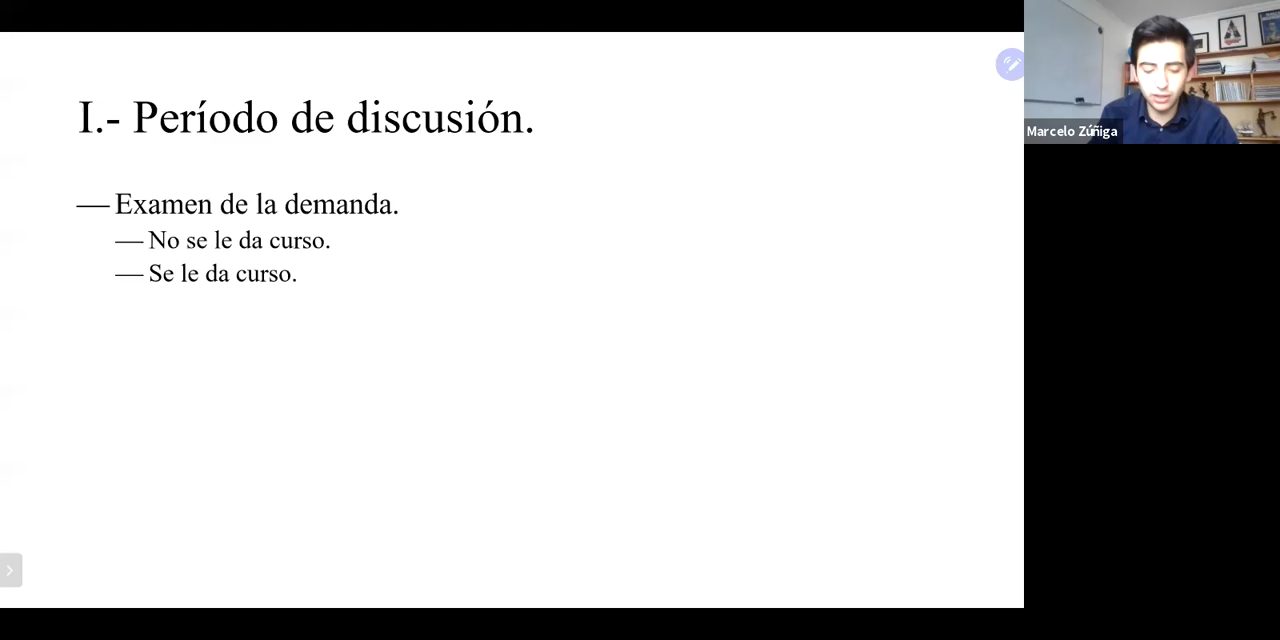 I.- Período de discusión.
— Examen de la demanda.
— No se le da curso.
— Se le da curso.
Marcelo Zúñiga